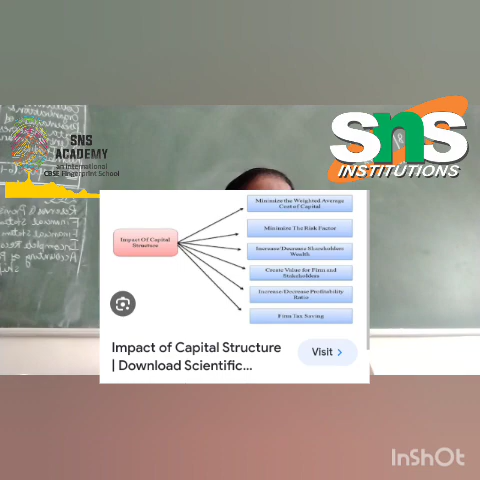 SNS
ACADEMY
an International
CBSE Fingerprint School
sns
INSTITUTIONS
Impact Of Capital
Structure
Minimize the Weighted Average
Cost of Capital
Minimize The Risk Factor
Increase/Decrease Shareholders
Wealth
Create Value for Firm and
Stakeholders
Increase/Decrease Profitability
Ratio
Firm Tax Saving
Impact of Capital Structure
| Download Scientific...
Visit >
InShOt